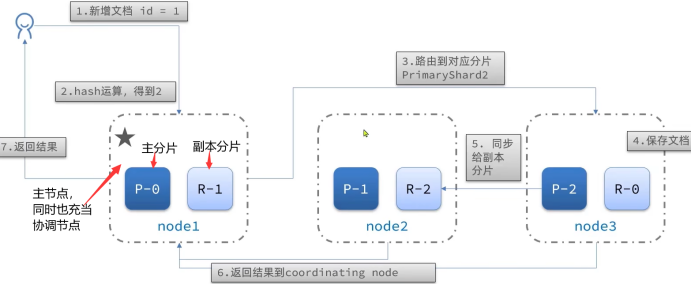 1.新增文档 id = 1
2.hash运算，得到2
3.路由到对应分片
PrimaryShard2
7.返回结果
主分片
副本分片
5. 同步
给副本
分片
4.保存文档
P-0
R-1
P-1
R-2
P-2
R-0
主节点，
同时也充当
协调节点
node1
node2
node3
6.返回结果到coordinating node